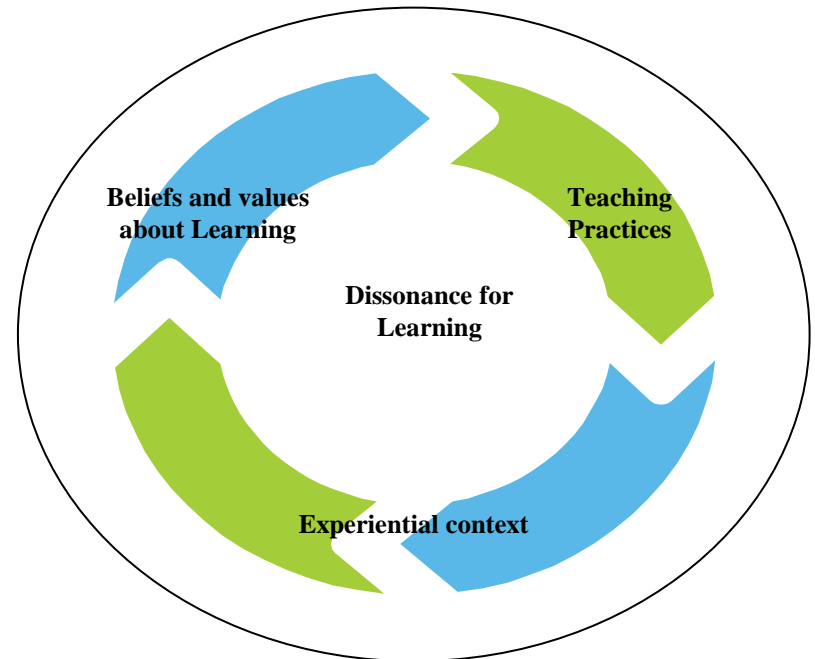 Beliefs and values
about Learning
Teaching
Practices
Dissonance for
Learning
Experiential context